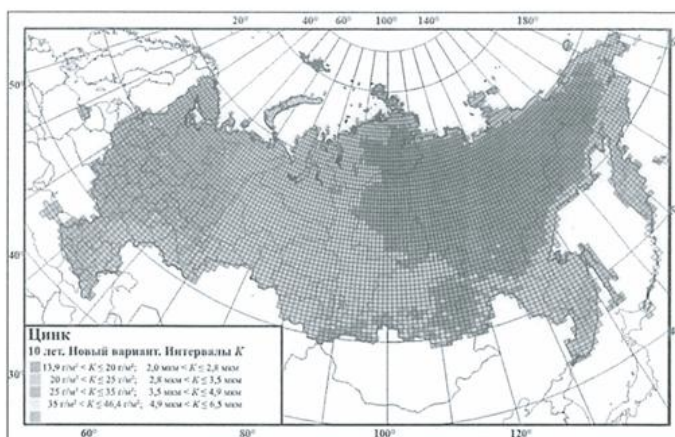 20° 40° 60° 100° 140° 180°
50°
40°
30°
Цинк
10 лет. Новый вариант. Интервалы K
13,9 г/м² < K ≤ 20 г/м²; 2,0 мкм < K ≤ 2,8 мкм
20 г/м² < K ≤ 25 г/м²; 2,8 мкм < K ≤ 3,5 мкм
25 г/м² < K ≤ 35 г/м²; 3,5 мкм < K ≤ 4,9 мкм
35 г/м² < K ≤ 46,4 г/м²; 4,9 мкм < K ≤ 6,5 мкм
60° 80° 100° 120°